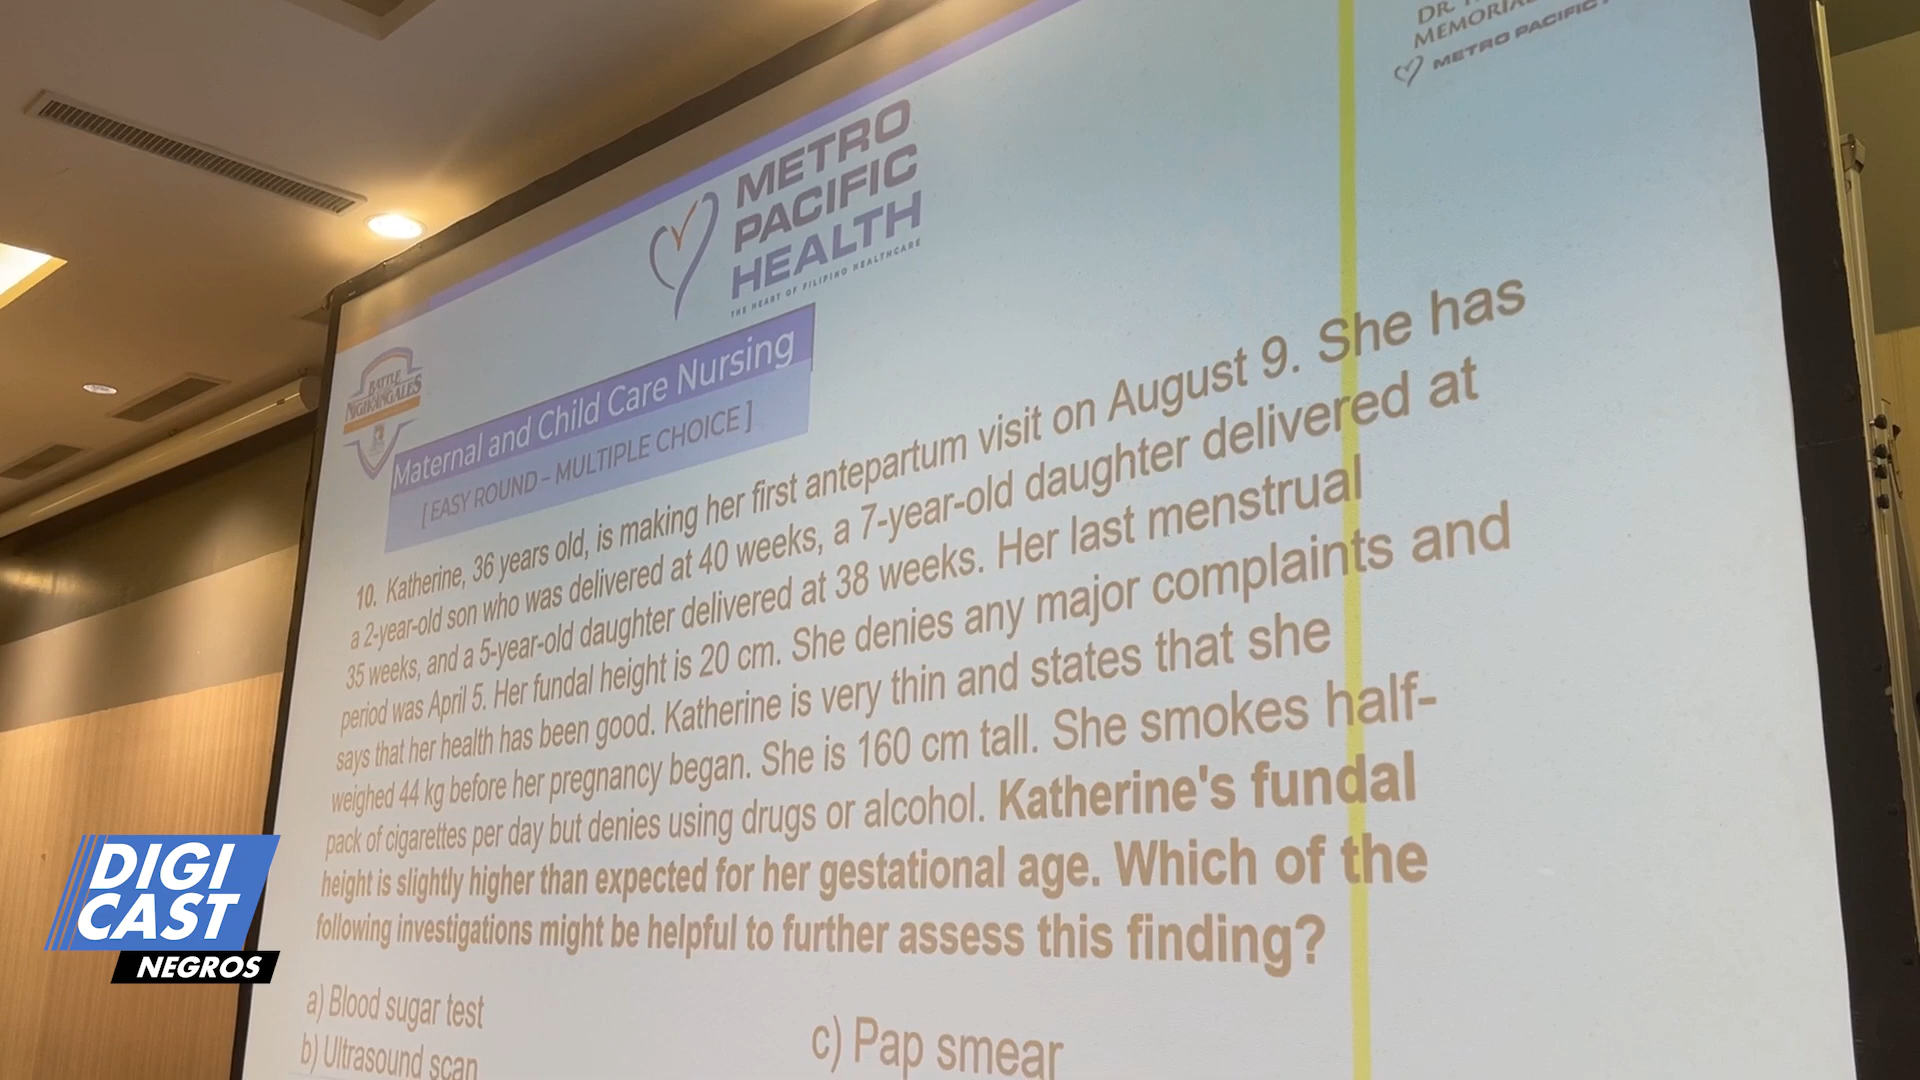 DR.
MEMORIAL
METRO PACIFIC
METRO
PACIFIC
HEALTH
THE HEART OF FILIPINO HEALTHCARE
BATTLE
NIGHTINGALES
Maternal and Child Care Nursing
[ EASY ROUND – MULTIPLE CHOICE ]
10. Katherine, 36 years old, is making her first antepartum visit on August 9. She has
a 2-year-old son who was delivered at 40 weeks, a 7-year-old daughter delivered at
35 weeks, and a 5-year-old daughter delivered at 38 weeks. Her last menstrual
period was April 5. Her fundal height is 20 cm. She denies any major complaints and
says that her health has been good. Katherine is very thin and states that she
weighed 44 kg before her pregnancy began. She is 160 cm tall. She smokes half-
pack of cigarettes per day but denies using drugs or alcohol. Katherine's fundal
height is slightly higher than expected for her gestational age. Which of the
following investigations might be helpful to further assess this finding?
a) Blood sugar test
b) Ultrasound scan
c) Pap smear
DIGI
CAST
NEGROS